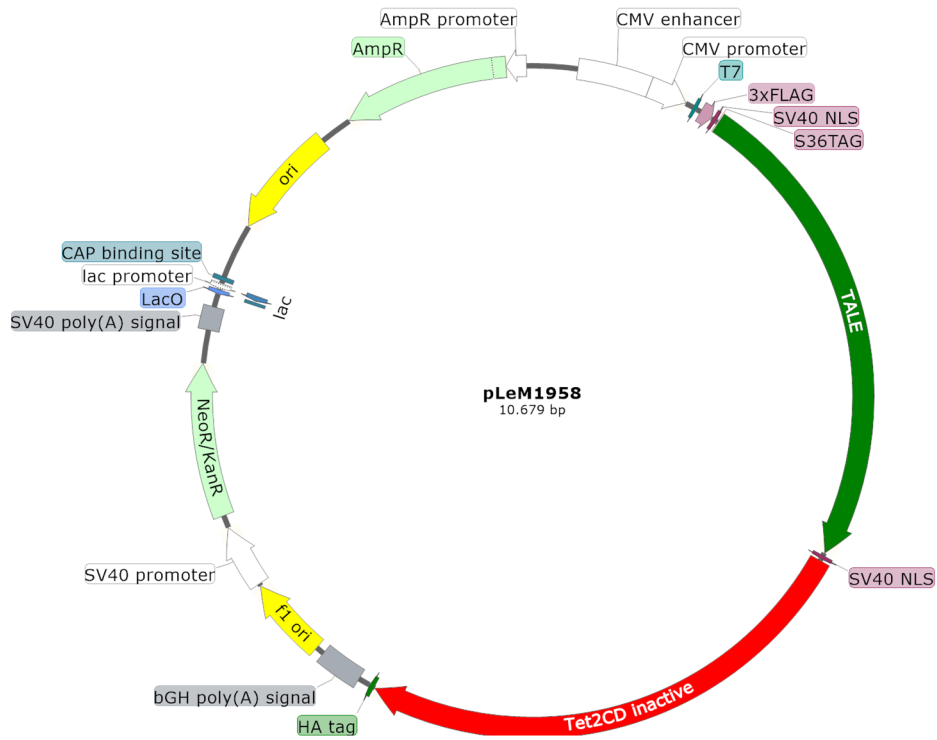 AmpR promoter
CMV enhancer
AmpR
CMV promoter
T7
3xFLAG
SV40 NLS
S36TAG
ori
CAP binding site
lac promoter
LacO
lac
SV40 poly(A) signal
TALE
pLeM1958
10.679 bp
NeoR/KanR
SV40 promoter
SV40 NLS
f1 ori
bGH poly(A) signal
Tet2CD inactive
HA tag